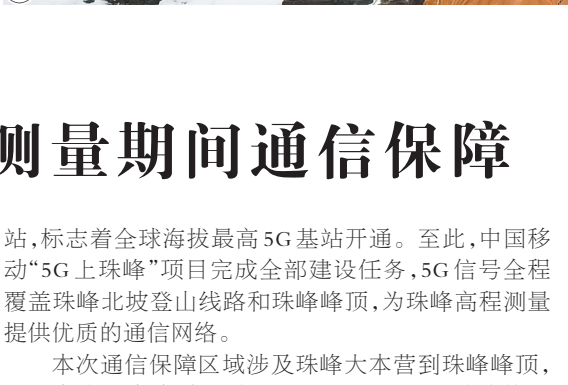 测量期间通信保障
站,标志着全球海拔最高5G基站开通。至此,中国移
动“5G上珠峰”项目完成全部建设任务,5G信号全程
覆盖珠峰北坡登山线路和珠峰峰顶,为珠峰高程测量
提供优质的通信网络。
本次通信保障区域涉及珠峰大本营到珠峰峰顶,